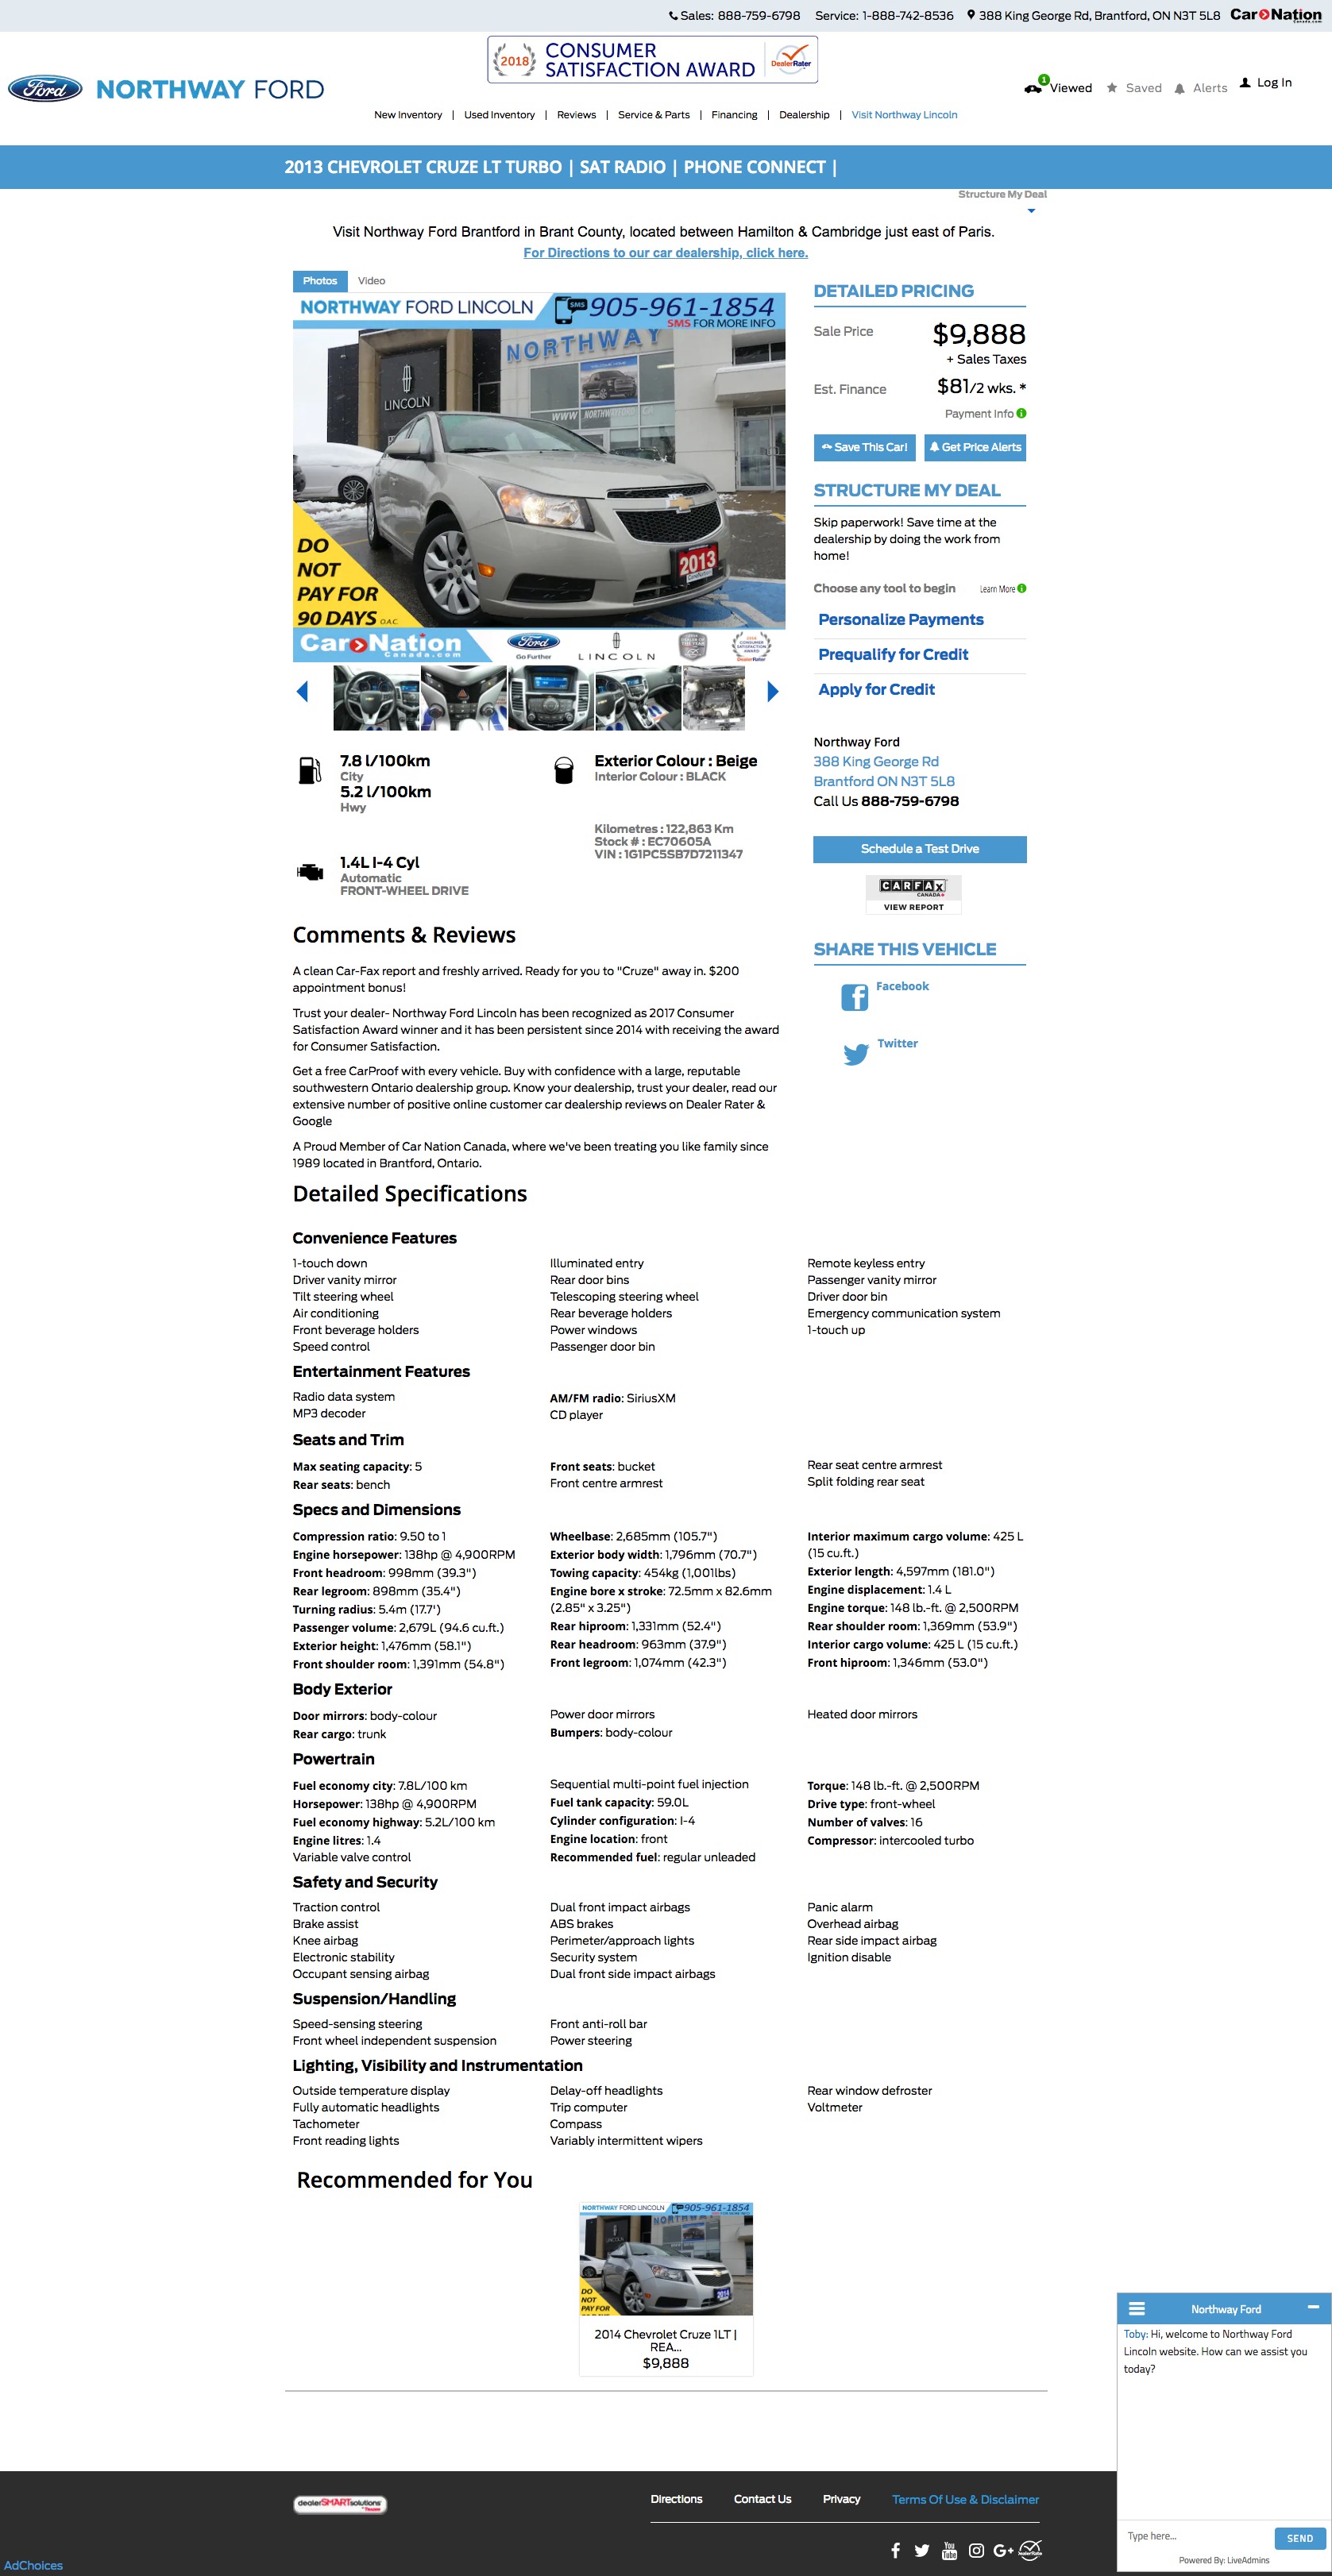 Sales: 888-759-6798 Service: 1-888-742-8536 388 King George Rd, Brantford, ON N3T 5L8 Car Nation
Canada.com
2018 CONSUMER SATISFACTION AWARD DealerRater
Ford NORTHWAY FORD
1 Viewed Saved Alerts Log In
New Inventory | Used Inventory | Reviews | Service & Parts | Financing | Dealership | Visit Northway Lincoln
2013 CHEVROLET CRUZE LT TURBO | SAT RADIO | PHONE CONNECT |
Structure My Deal
Visit Northway Ford Brantford in Brant County, located between Hamilton & Cambridge just east of Paris.
For Directions to our car dealership, click here.
Photos Video
NORTHWAY FORD LINCOLN SMS 905-961-1854
SMS FOR MORE INFO
NORTHWAY
LINCOLN
2013
DO
NOT
PAY FOR
90 DAYS O.A.C.
Car Nation
Canada.com
Ford
Go Further
LINCOLN
DealerRater
DETAILED PRICING
Sale Price $9,888
+ Sales Taxes
Est. Finance $81/2 wks. *
Payment Info
Save This Car! Get Price Alerts
STRUCTURE MY DEAL
Skip paperwork! Save time at the
dealership by doing the work from
home!
Choose any tool to begin Learn More
Personalize Payments
Prequalify for Credit
Apply for Credit
Northway Ford
388 King George Rd
Brantford ON N3T 5L8
Call Us 888-759-6798
Schedule a Test Drive
CARFAX
CANADA
VIEW REPORT
SHARE THIS VEHICLE
Facebook
Twitter
7.8 l/100km
City
5.2 l/100km
Hwy
Exterior Colour : Beige
Interior Colour : BLACK
Kilometres : 122,863 Km
Stock # : EC70605A
VIN : 1G1PC5SB7D7211347
1.4L I-4 Cyl
Automatic
FRONT-WHEEL DRIVE
Comments & Reviews
A clean Car-Fax report and freshly arrived. Ready for you to "Cruze" away in. $200
appointment bonus!
Trust your dealer- Northway Ford Lincoln has been recognized as 2017 Consumer
Satisfaction Award winner and it has been persistent since 2014 with receiving the award
for Consumer Satisfaction.
Get a free CarProof with every vehicle. Buy with confidence with a large, reputable
southwestern Ontario dealership group. Know your dealership, trust your dealer, read our
extensive number of positive online customer car dealership reviews on Dealer Rater &
Google
A Proud Member of Car Nation Canada, where we've been treating you like family since
1989 located in Brantford, Ontario.
Detailed Specifications
Convenience Features
1-touch down Illuminated entry Remote keyless entry
Driver vanity mirror Rear door bins Passenger vanity mirror
Tilt steering wheel Telescoping steering wheel Driver door bin
Air conditioning Rear beverage holders Emergency communication system
Front beverage holders Power windows 1-touch up
Speed control Passenger door bin
Entertainment Features
Radio data system AM/FM radio: SiriusXM
MP3 decoder CD player
Seats and Trim
Max seating capacity: 5 Front seats: bucket Rear seat centre armrest
Rear seats: bench Front centre armrest Split folding rear seat
Specs and Dimensions
Compression ratio: 9.50 to 1
Engine horsepower: 138hp @ 4,900RPM
Front headroom: 998mm (39.3")
Rear legroom: 898mm (35.4")
Turning radius: 5.4m (17.7')
Passenger volume: 2,679L (94.6 cu.ft.)
Exterior height: 1,476mm (58.1")
Front shoulder room: 1,391mm (54.8")
Wheelbase: 2,685mm (105.7")
Exterior body width: 1,796mm (70.7")
Towing capacity: 454kg (1,001lbs)
Engine bore x stroke: 72.5mm x 82.6mm
(2.85" x 3.25")
Rear hiproom: 1,331mm (52.4")
Rear headroom: 963mm (37.9")
Front legroom: 1,074mm (42.3")
Interior maximum cargo volume: 425 L
(15 cu.ft.)
Exterior length: 4,597mm (181.0")
Engine displacement: 1.4 L
Engine torque: 148 lb.-ft. @ 2,500RPM
Rear shoulder room: 1,369mm (53.9")
Interior cargo volume: 425 L (15 cu.ft.)
Front hiproom: 1,346mm (53.0")
Body Exterior
Door mirrors: body-colour Power door mirrors Heated door mirrors
Rear cargo: trunk Bumpers: body-colour
Powertrain
Fuel economy city: 7.8L/100 km Sequential multi-point fuel injection Torque: 148 lb.-ft. @ 2,500RPM
Horsepower: 138hp @ 4,900RPM Fuel tank capacity: 59.0L Drive type: front-wheel
Fuel economy highway: 5.2L/100 km Cylinder configuration: I-4 Number of valves: 16
Engine litres: 1.4 Engine location: front Compressor: intercooled turbo
Variable valve control Recommended fuel: regular unleaded
Safety and Security
Traction control Dual front impact airbags Panic alarm
Brake assist ABS brakes Overhead airbag
Knee airbag Perimeter/approach lights Rear side impact airbag
Electronic stability Security system Ignition disable
Occupant sensing airbag Dual front side impact airbags
Suspension/Handling
Speed-sensing steering Front anti-roll bar
Front wheel independent suspension Power steering
Lighting, Visibility and Instrumentation
Outside temperature display Delay-off headlights Rear window defroster
Fully automatic headlights Trip computer Voltmeter
Tachometer Compass
Front reading lights Variably intermittent wipers
Recommended for You
NORTHWAY FORD LINCOLN 905-961-1854
NORTHWAY
DO
NOT
PAY FOR
2014
2014 Chevrolet Cruze 1LT |
REA...
$9,888
Northway Ford
Toby: Hi, welcome to Northway Ford
Lincoln website. How can we assist you
today?
Type here... SEND
Powered By: LiveAdmins
dealerSMARTsolutions
Directions Contact Us Privacy Terms Of Use & Disclaimer
You Tube G+ DealerRater
AdChoices